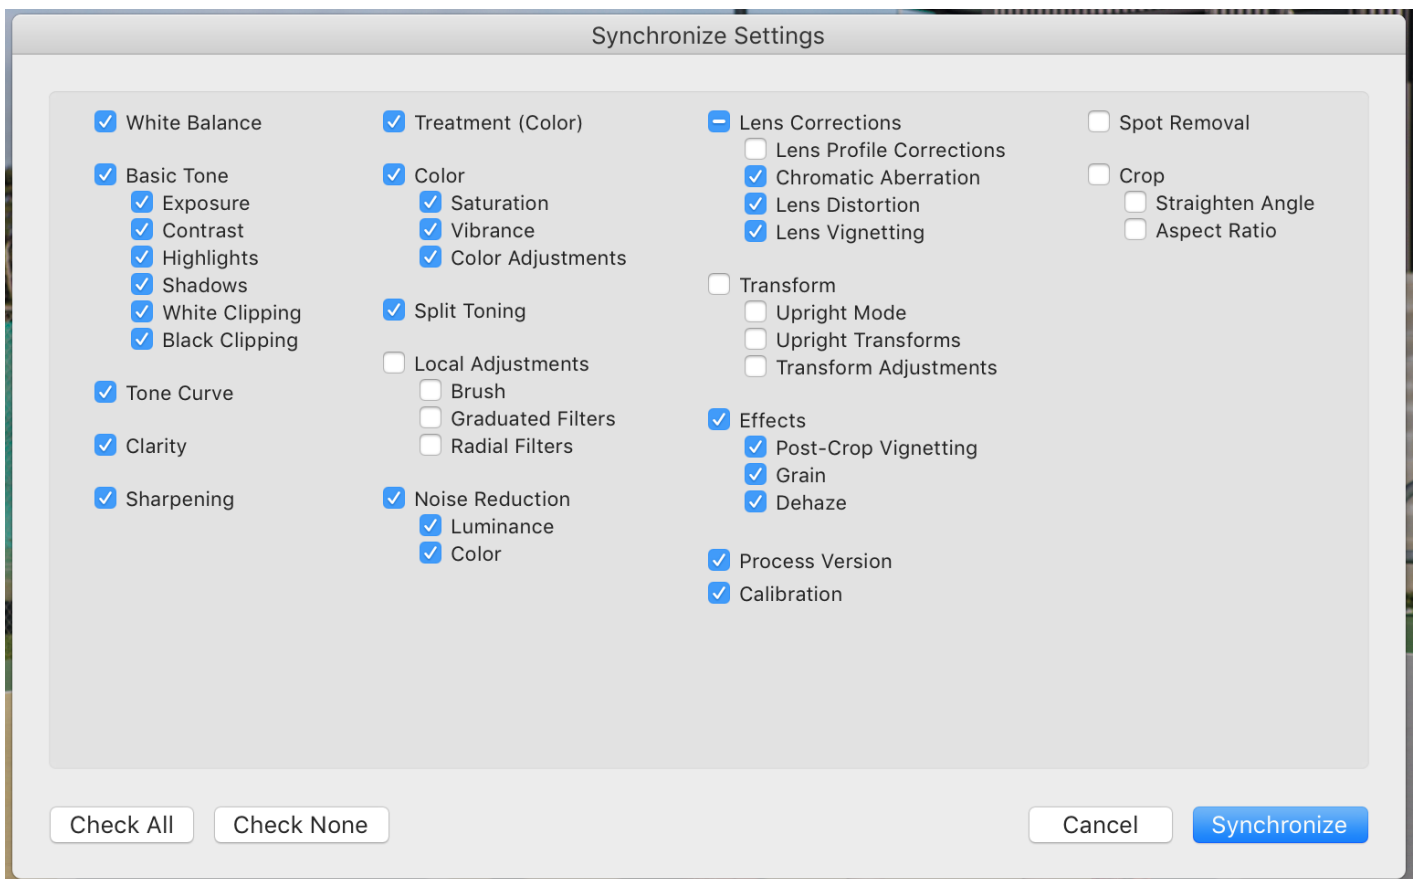 Synchronize Settings
White Balance
Basic Tone
Exposure
Contrast
Highlights
Shadows
White Clipping
Black Clipping
Tone Curve
Clarity
Sharpening
Treatment (Color)
Color
Saturation
Vibrance
Color Adjustments
Split Toning
Local Adjustments
Brush
Graduated Filters
Radial Filters
Noise Reduction
Luminance
Color
Lens Corrections
Lens Profile Corrections
Chromatic Aberration
Lens Distortion
Lens Vignetting
Transform
Upright Mode
Upright Transforms
Transform Adjustments
Effects
Post-Crop Vignetting
Grain
Dehaze
Process Version
Calibration
Spot Removal
Crop
Straighten Angle
Aspect Ratio
Check All
Check None
Cancel
Synchronize